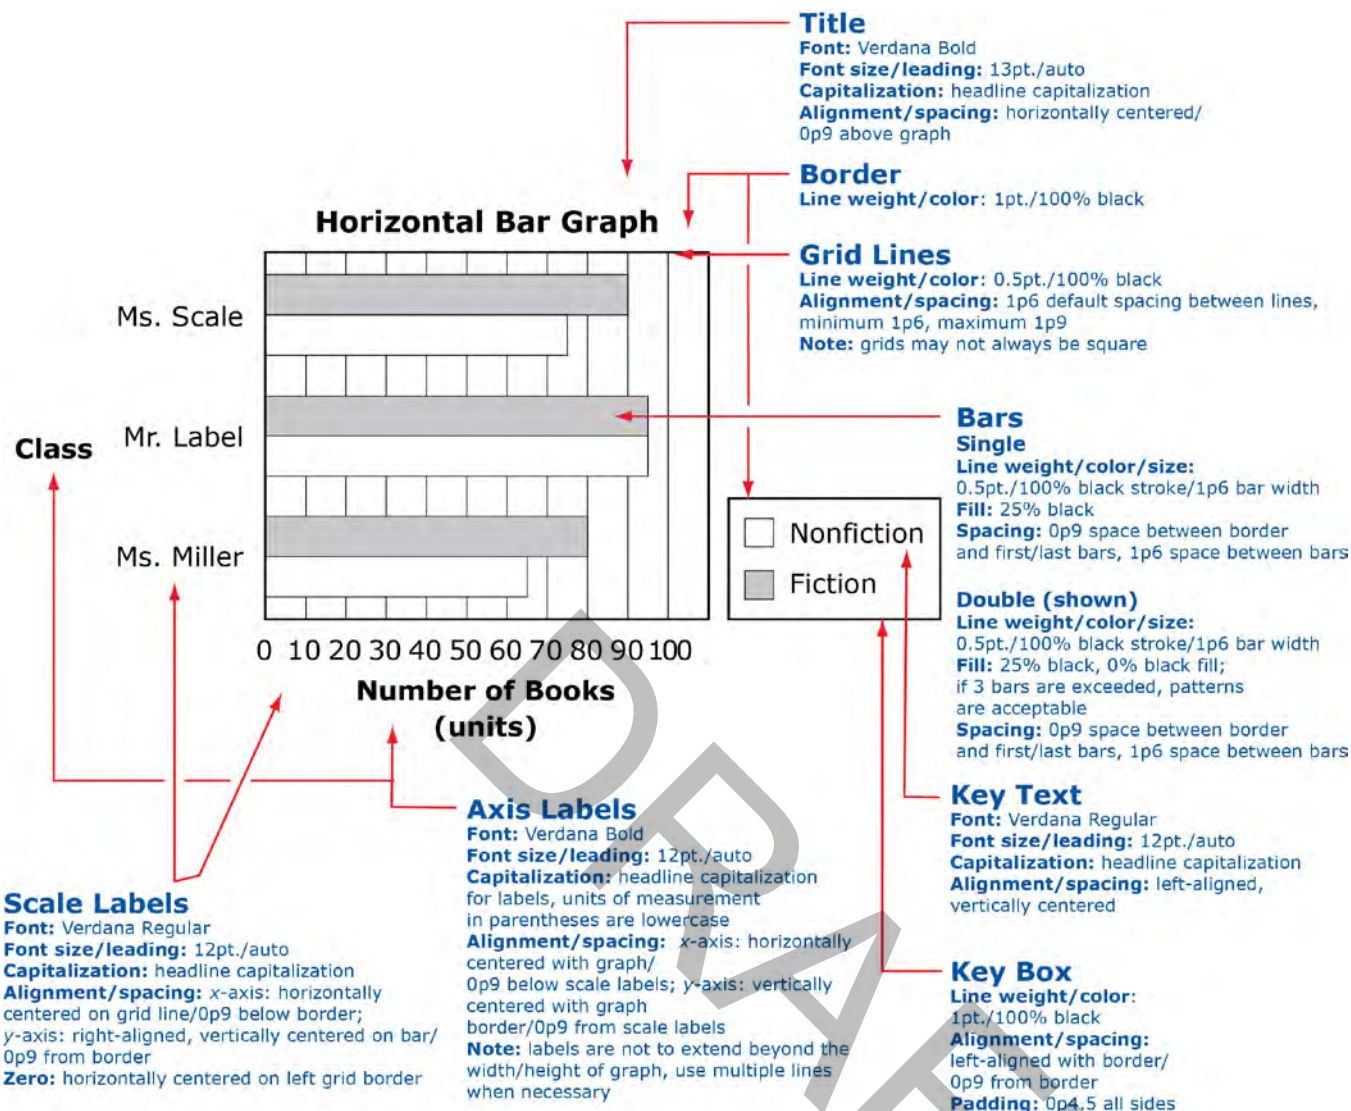 Title
Font: Verdana Bold
Font size/leading: 13pt./auto
Capitalization: headline capitalization
Alignment/spacing: horizontally centered/
0p9 above graph
Border
Line weight/color: 1pt./100% black
Grid Lines
Line weight/color: 0.5pt./100% black
Alignment/spacing: 1p6 default spacing between lines,
minimum 1p6, maximum 1p9
Note: grids may not always be square
Horizontal Bar Graph
Ms. Scale
Mr. Label
Ms. Miller
Class
0 10 20 30 40 50 60 70 80 90 100
Number of Books
(units)
Nonfiction
Fiction
Bars
Single
Line weight/color/size:
0.5pt./100% black stroke/1p6 bar width
Fill: 25% black
Spacing: 0p9 space between border
and first/last bars, 1p6 space between bars
Double (shown)
Line weight/color/size:
0.5pt./100% black stroke/1p6 bar width
Fill: 25% black, 0% black fill;
if 3 bars are exceeded, patterns
are acceptable
Spacing: 0p9 space between border
and first/last bars, 1p6 space between bars
Key Text
Font: Verdana Regular
Font size/leading: 12pt./auto
Capitalization: headline capitalization
Alignment/spacing: left-aligned,
vertically centered
Key Box
Line weight/color:
1pt./100% black
Alignment/spacing:
left-aligned with border/
0p9 from border
Padding: 0p4.5 all sides
Axis Labels
Font: Verdana Bold
Font size/leading: 12pt./auto
Capitalization: headline capitalization
for labels, units of measurement
in parentheses are lowercase
Alignment/spacing: x-axis: horizontally
centered with graph/
0p9 below scale labels; y-axis: vertically
centered with graph
border/0p9 from scale labels
Note: labels are not to extend beyond the
width/height of graph, use multiple lines
when necessary
Scale Labels
Font: Verdana Regular
Font size/leading: 12pt./auto
Capitalization: headline capitalization
Alignment/spacing: x-axis: horizontally
centered on grid line/0p9 below border;
y-axis: right-aligned, vertically centered on bar/
0p9 from border
Zero: horizontally centered on left grid border